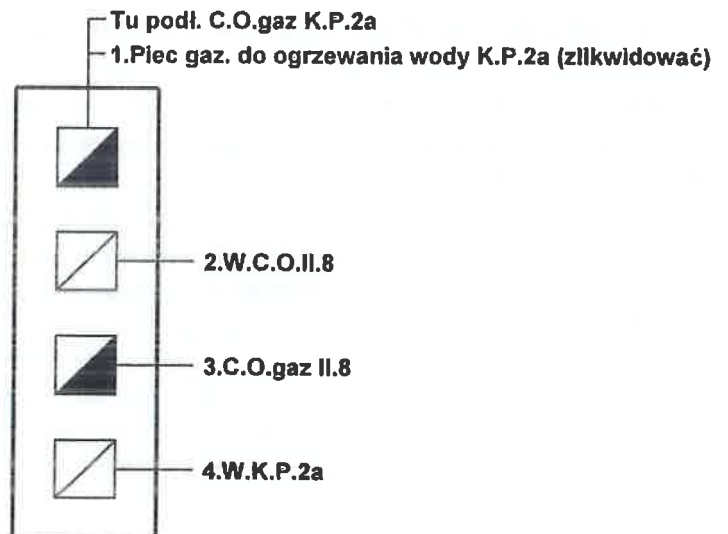 Tu podł. C.O.gaz K.P.2a
1.Piec gaz. do ogrzewania wody K.P.2a (zlikwidować)
2.W.C.O.II.8
3.C.O.gaz II.8
4.W.K.P.2a